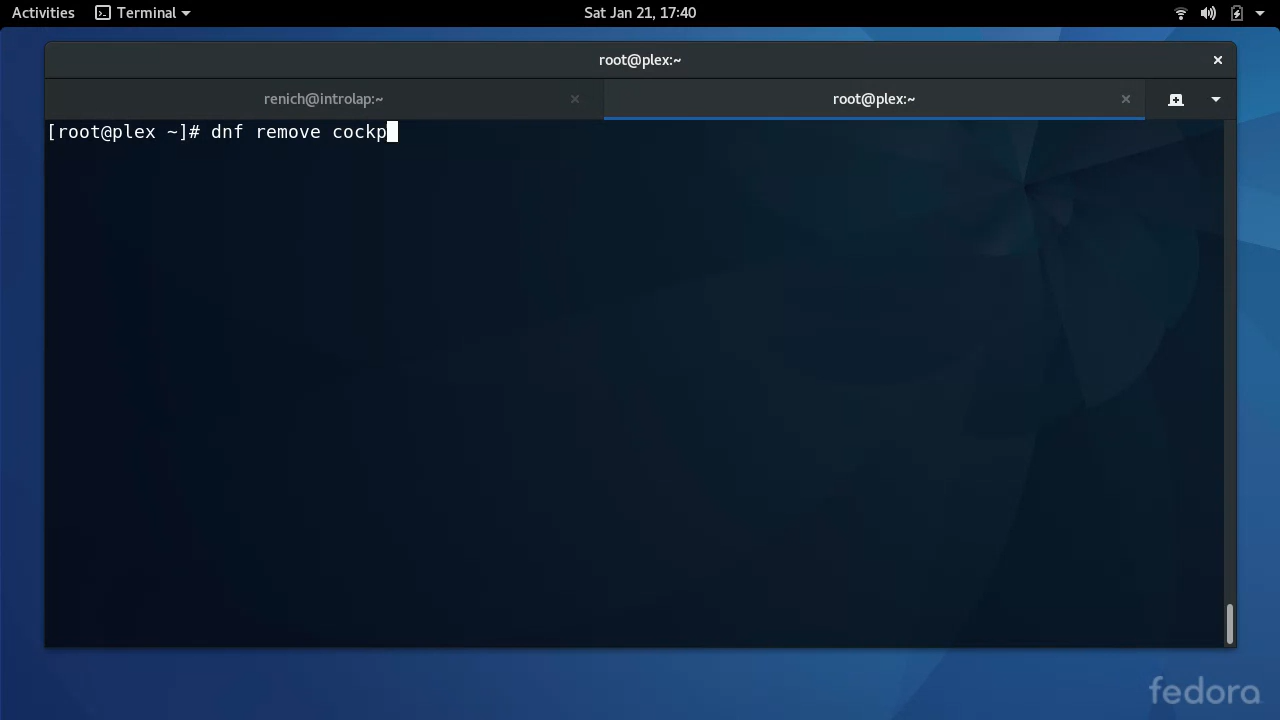 Activities Terminal Sat Jan 21, 17:40
root@plex:~
renich@introlap:~ root@plex:~
[root@plex ~]# dnf remove cockp
fedora